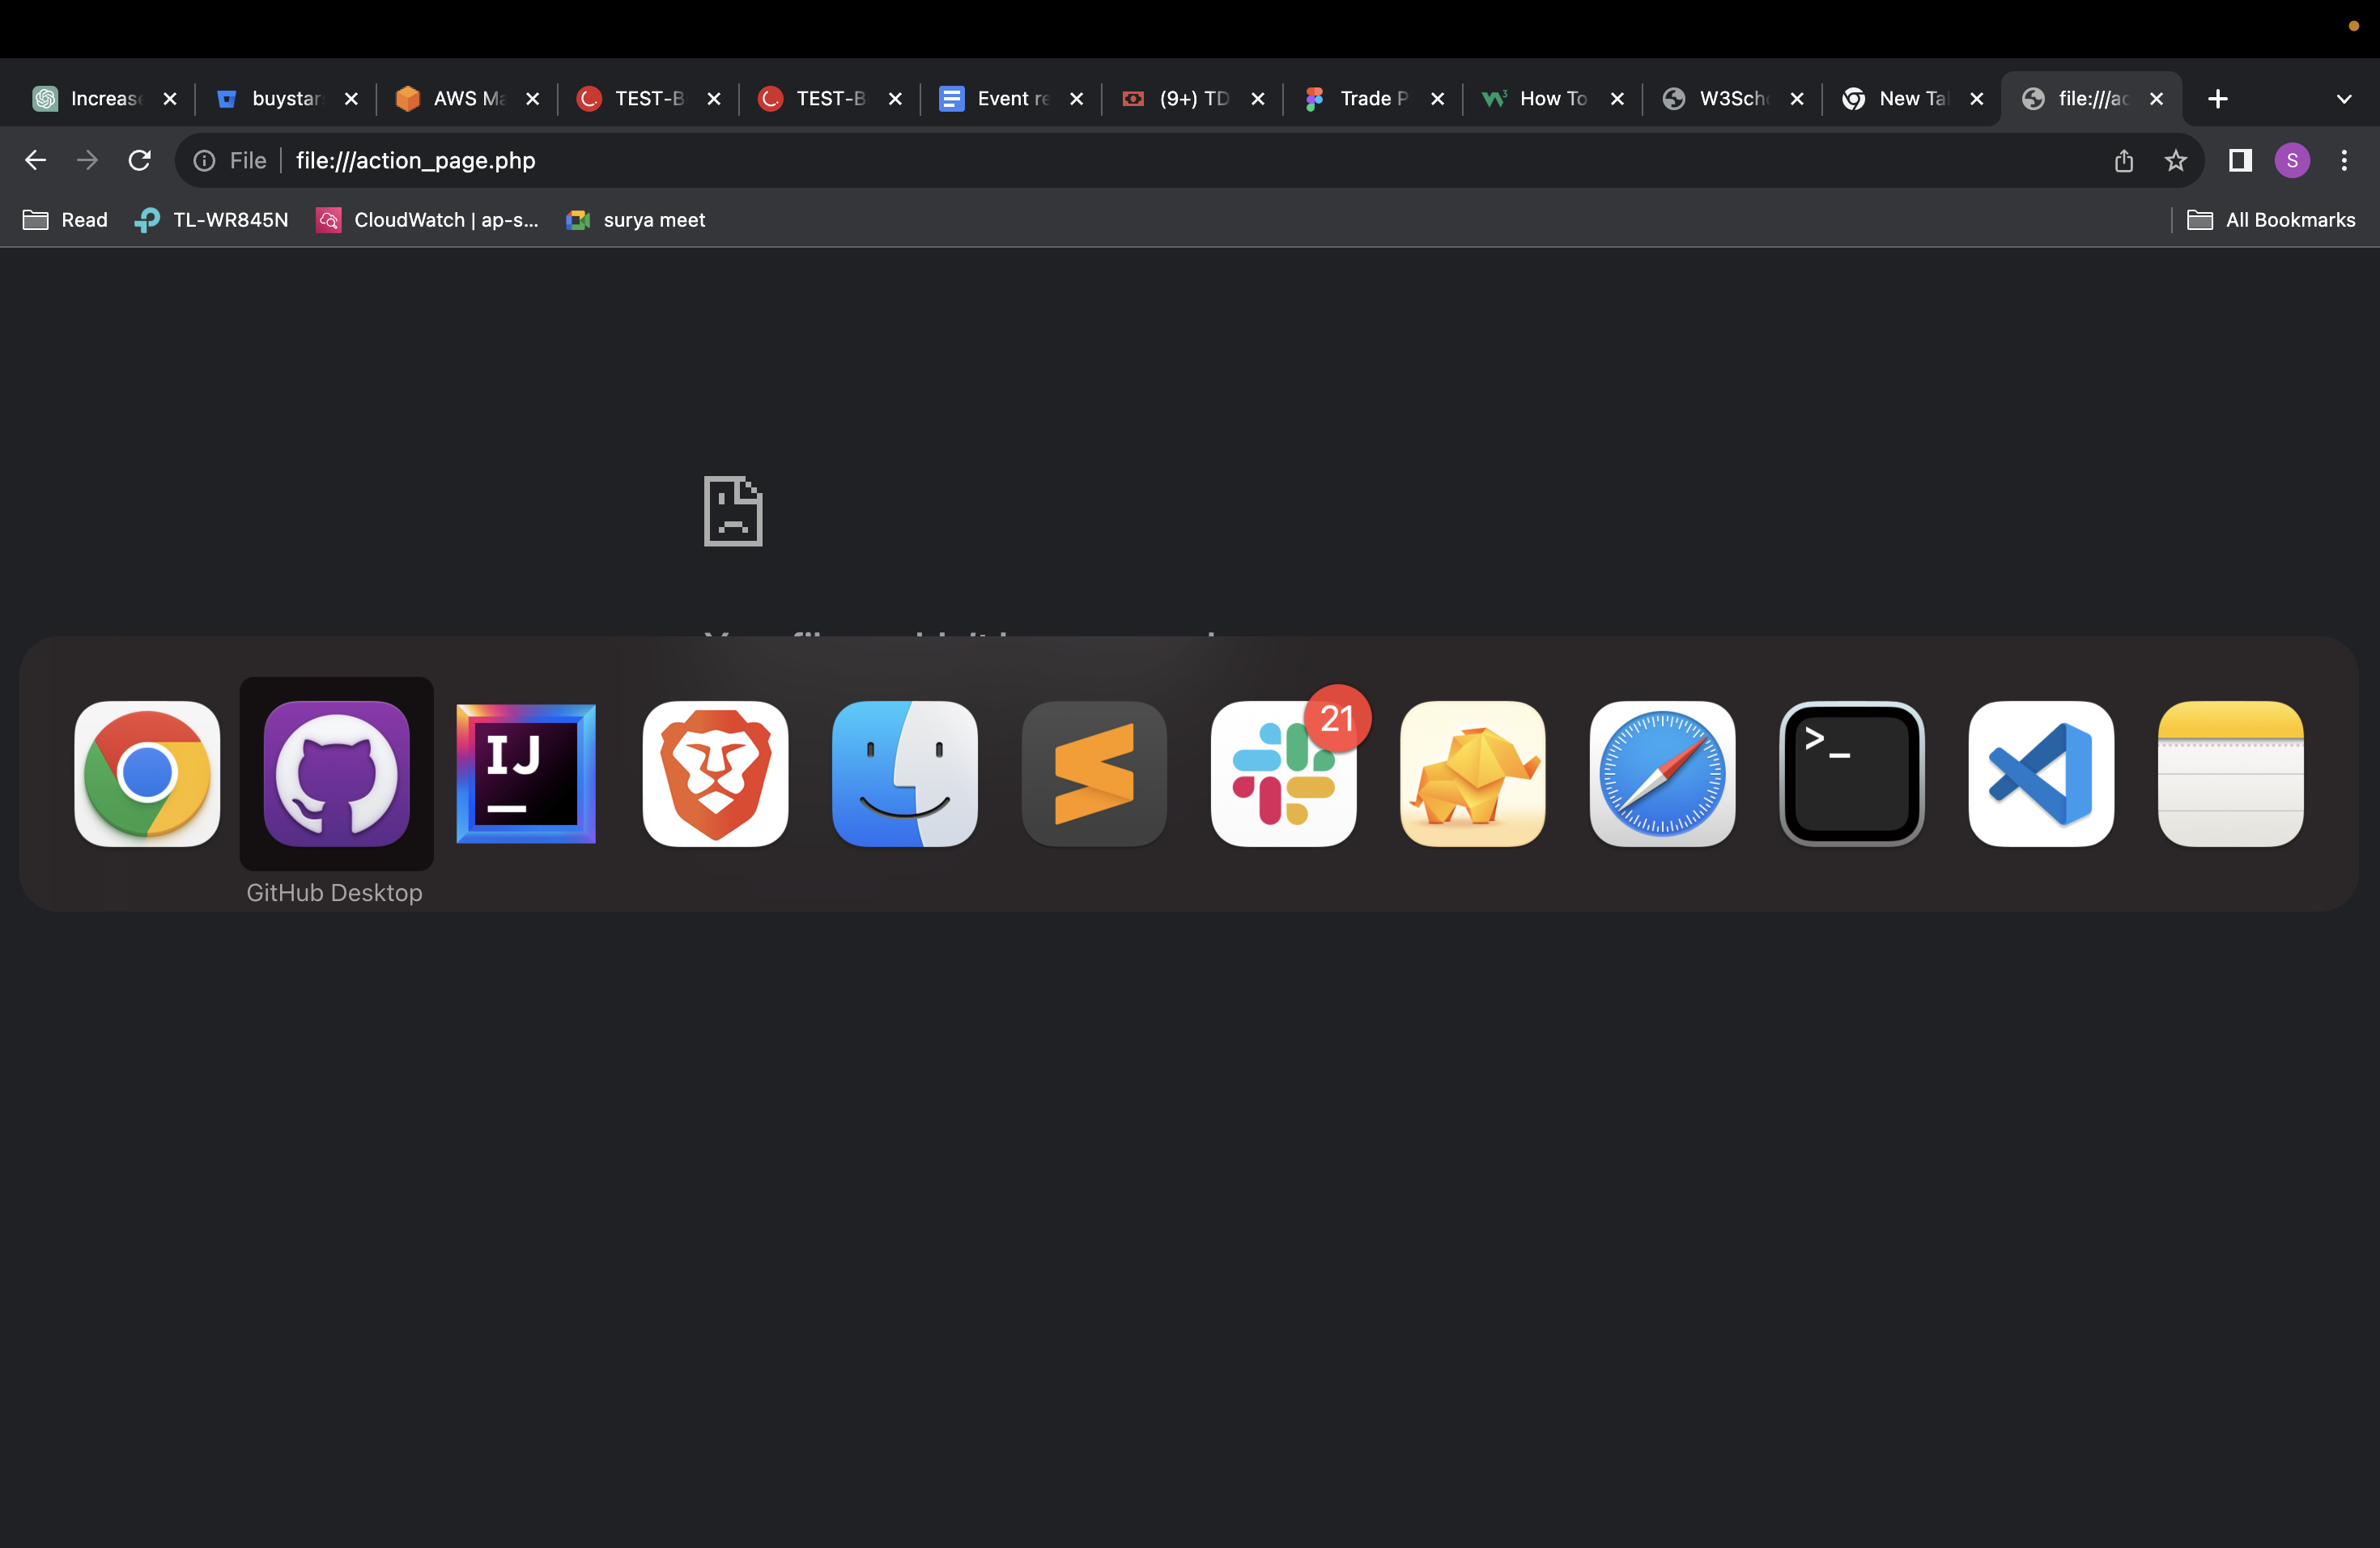 Increas
buystar
AWS Ma
TEST-B
TEST-B
Event re
(9+) TD
Trade P
How To
W3Sch
New Ta
file:///ac
File
file:///action_page.php
S
Read
TL-WR845N
CloudWatch | ap-s...
surya meet
All Bookmarks
21
IJ
>_
GitHub Desktop